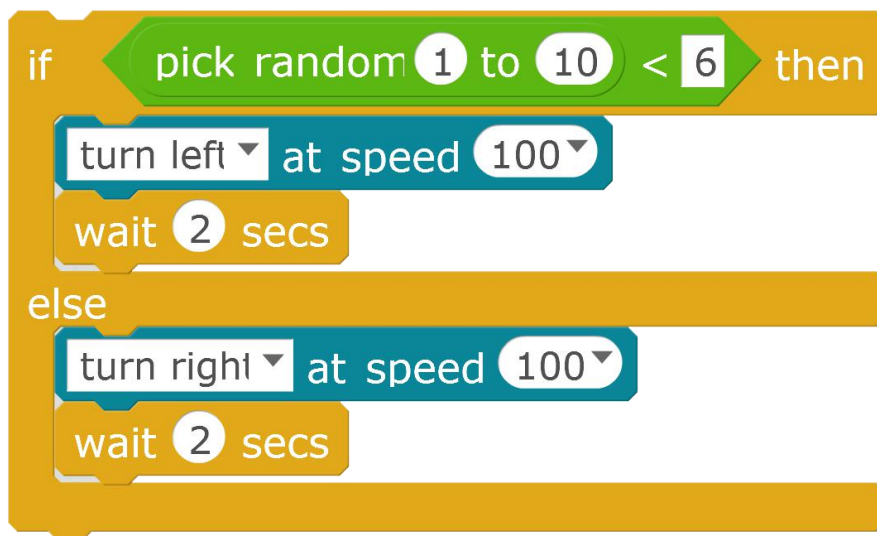 if pick random 1 to 10 < 6 then
turn left at speed 100
wait 2 secs
else
turn right at speed 100
wait 2 secs